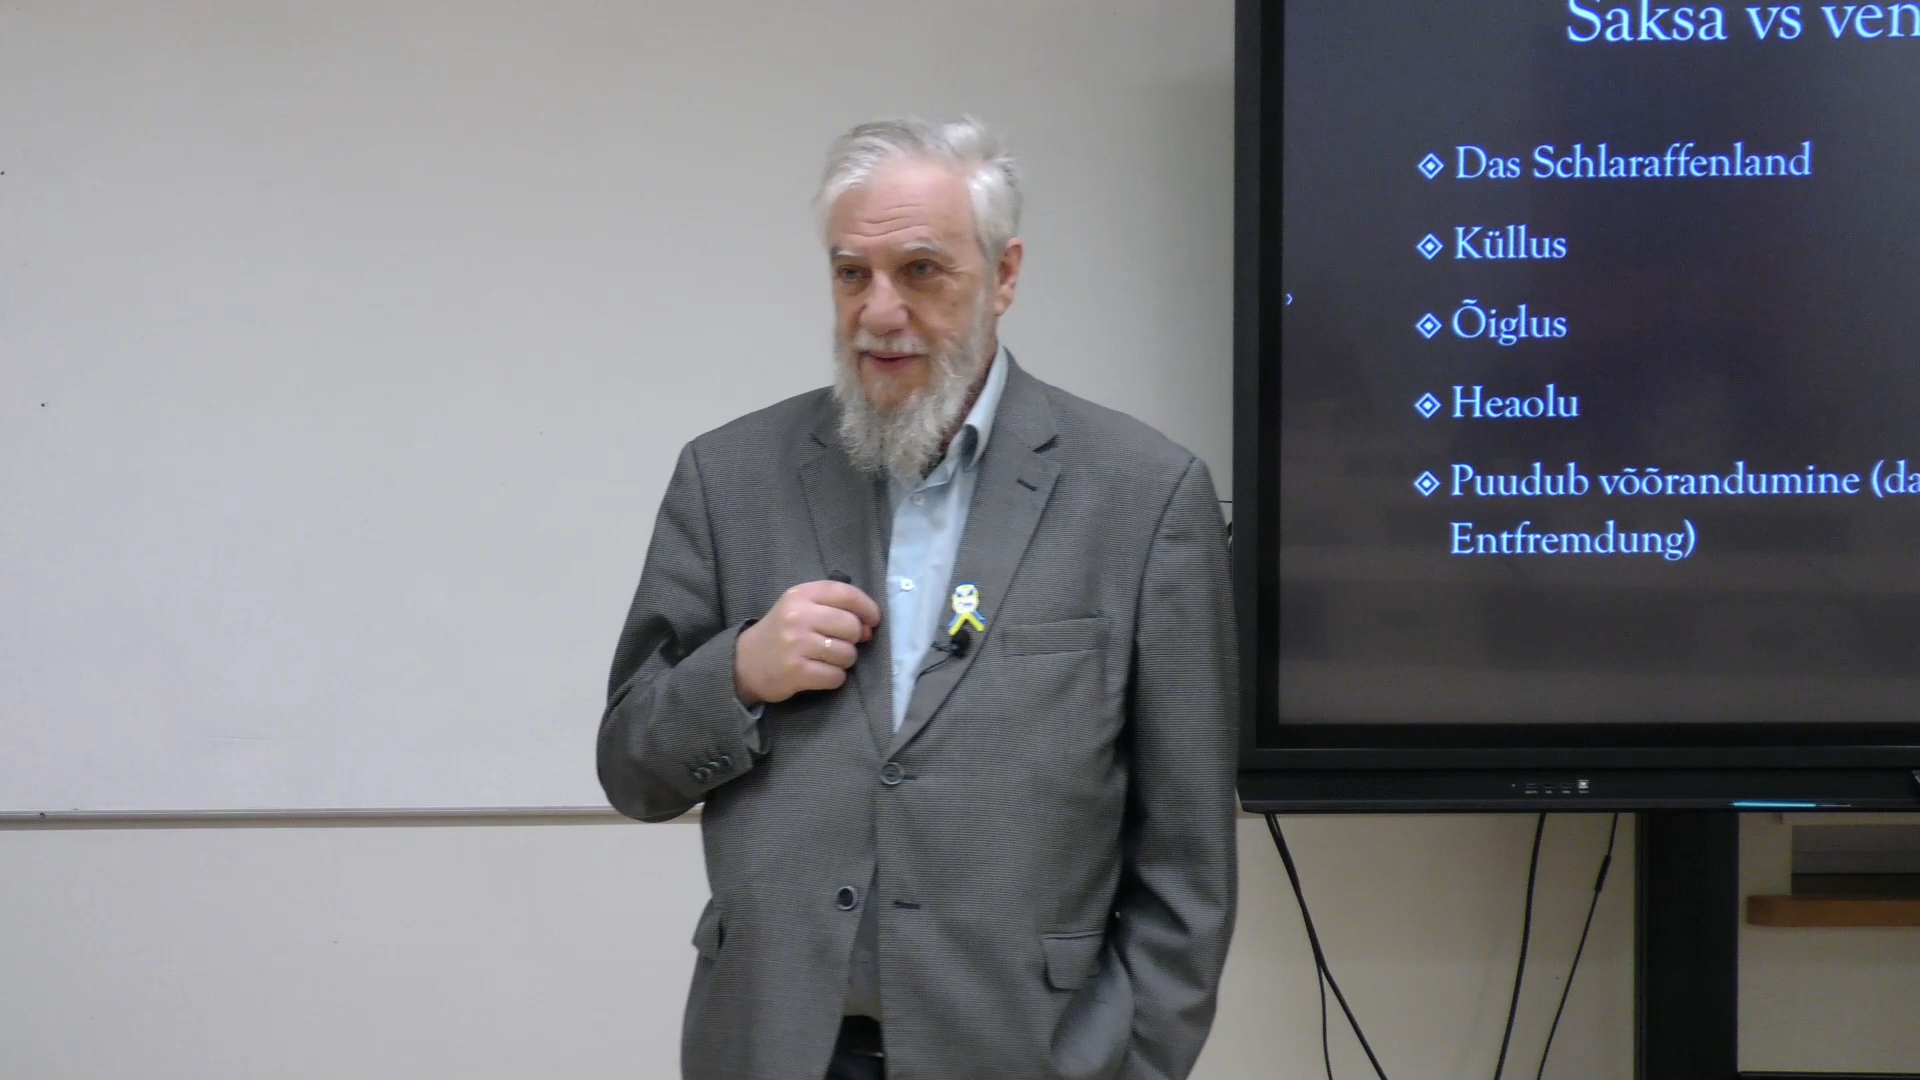 Saksa vs ven
Das Schlaraffenland
Küllus
Õiglus
Heaolu
Puudub võõrandumine (da
Entfremdung)